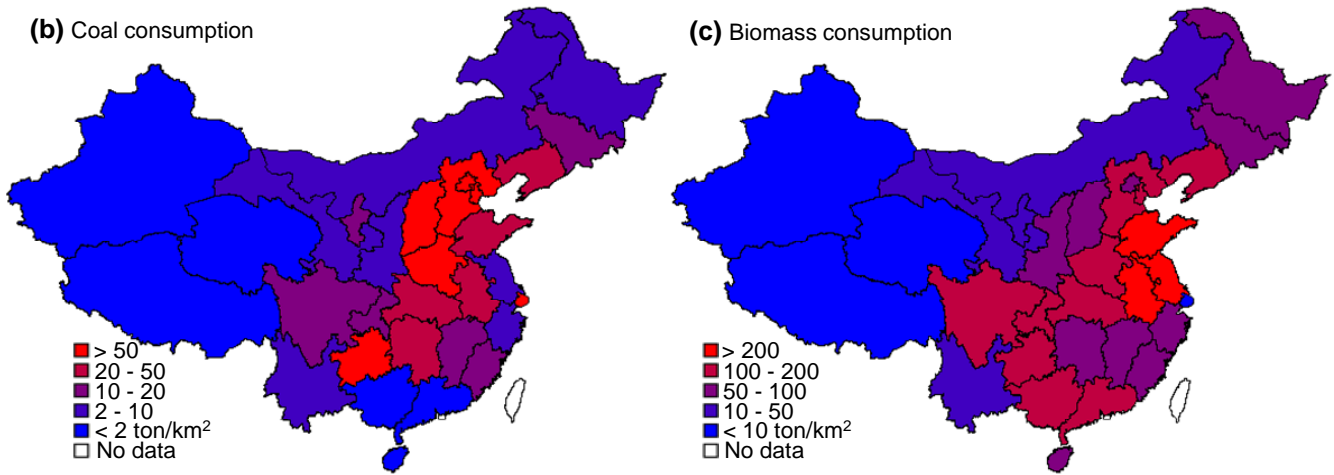 (b) Coal consumption
> 50
20 - 50
10 - 20
2 - 10
< 2 ton/km²
No data
(c) Biomass consumption
> 200
100 - 200
50 - 100
10 - 50
< 10 ton/km²
No data